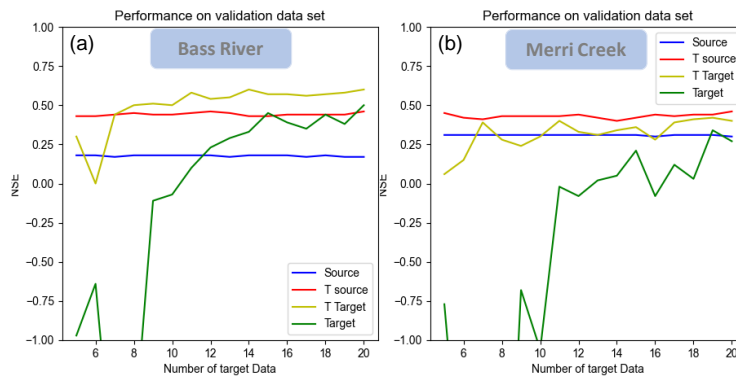 Performance on validation data set
(a)
Bass River
1.00
0.75
0.50
0.25
0.00
−0.25
−0.50
−0.75
−1.00
NSE
Source
T source
T Target
Target
6 8 10 12 14 16 18 20
Number of target Data
Performance on validation data set
(b)
Merri Creek
Source
T source
T Target
Target
1.00
0.75
0.50
0.25
0.00
−0.25
−0.50
−0.75
−1.00
NSE
6 8 10 12 14 16 18 20
Number of target Data